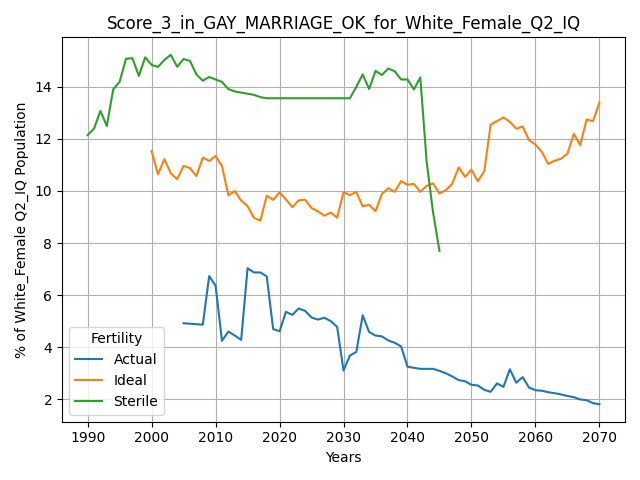 Score_3_in_GAY_MARRIAGE_OK_for_White_Female_Q2_IQ
% of White_Female Q2_IQ Population
14
12
10
8
6
4
2
Fertility
Actual
Ideal
Sterile
1990 2000 2010 2020 2030 2040 2050 2060 2070
Years